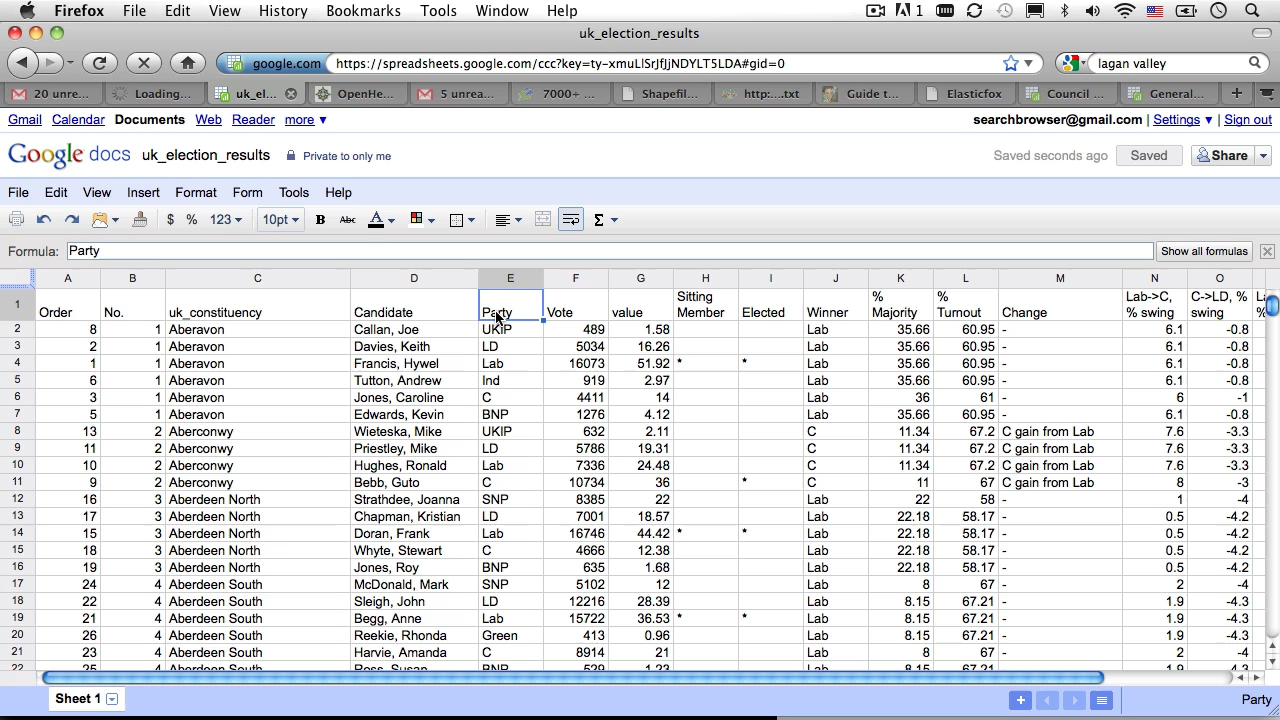 Firefox File Edit View History Bookmarks Tools Window Help 1
uk_election_results
google.com https://spreadsheets.google.com/ccc?key=ty-xmuLlSrJfJjNDYLT5LDA#gid=0 lagan valley
20 unre... Loading... uk_el... OpenHe... 5 unrea... 7000+ ... Shapefil... http:....txt Guide t... Elasticfox Council ... General...
Gmail Calendar Documents Web Reader more ▼ searchbrowser@gmail.com | Settings ▼ | Sign out
Google docs uk_election_results Private to only me Saved seconds ago Saved Share
File Edit View Insert Format Form Tools Help
$ % 123 10pt B Abc A Σ
Formula: Party Show all formulas
A B C D E F G H I J K L M N O
1 Order No. uk_constituency Candidate Party Vote value Sitting Member Elected Winner % Majority % Turnout Change Lab->C, % swing C->LD, % swing
2 8 1 Aberavon Callan, Joe UKIP 489 1.58 Lab 35.66 60.95 - 6.1 -0.8
3 2 1 Aberavon Davies, Keith LD 5034 16.26 Lab 35.66 60.95 - 6.1 -0.8
4 1 1 Aberavon Francis, Hywel Lab 16073 51.92 * * Lab 35.66 60.95 - 6.1 -0.8
5 6 1 Aberavon Tutton, Andrew Ind 919 2.97 Lab 35.66 60.95 - 6.1 -0.8
6 3 1 Aberavon Jones, Caroline C 4411 14 Lab 36 61 - 6 -1
7 5 1 Aberavon Edwards, Kevin BNP 1276 4.12 Lab 35.66 60.95 - 6.1 -0.8
8 13 2 Aberconwy Wieteska, Mike UKIP 632 2.11 C 11.34 67.2 C gain from Lab 7.6 -3.3
9 11 2 Aberconwy Priestley, Mike LD 5786 19.31 C 11.34 67.2 C gain from Lab 7.6 -3.3
10 10 2 Aberconwy Hughes, Ronald Lab 7336 24.48 C 11.34 67.2 C gain from Lab 7.6 -3.3
11 9 2 Aberconwy Bebb, Guto C 10734 36 * C 11 67 C gain from Lab 8 -3
12 16 3 Aberdeen North Strathdee, Joanna SNP 8385 22 Lab 22 58 - 1 -4
13 17 3 Aberdeen North Chapman, Kristian LD 7001 18.57 Lab 22.18 58.17 - 0.5 -4.2
14 15 3 Aberdeen North Doran, Frank Lab 16746 44.42 * * Lab 22.18 58.17 - 0.5 -4.2
15 18 3 Aberdeen North Whyte, Stewart C 4666 12.38 Lab 22.18 58.17 - 0.5 -4.2
16 19 3 Aberdeen North Jones, Roy BNP 635 1.68 Lab 22.18 58.17 - 0.5 -4.2
17 24 4 Aberdeen South McDonald, Mark SNP 5102 12 Lab 8 67 - 2 -4
18 22 4 Aberdeen South Sleigh, John LD 12216 28.39 Lab 8.15 67.21 - 1.9 -4.3
19 21 4 Aberdeen South Begg, Anne Lab 15722 36.53 * * Lab 8.15 67.21 - 1.9 -4.3
20 26 4 Aberdeen South Reekie, Rhonda Green 413 0.96 Lab 8.15 67.21 - 1.9 -4.3
21 23 4 Aberdeen South Harvie, Amanda C 8914 21 Lab 8 67 - 2 -4
22 25 4 Aberdeen South Ross, Susan BNP 529 1.23 Lab 8.15 67.21 - 1.9 -4.3
Sheet 1 Party